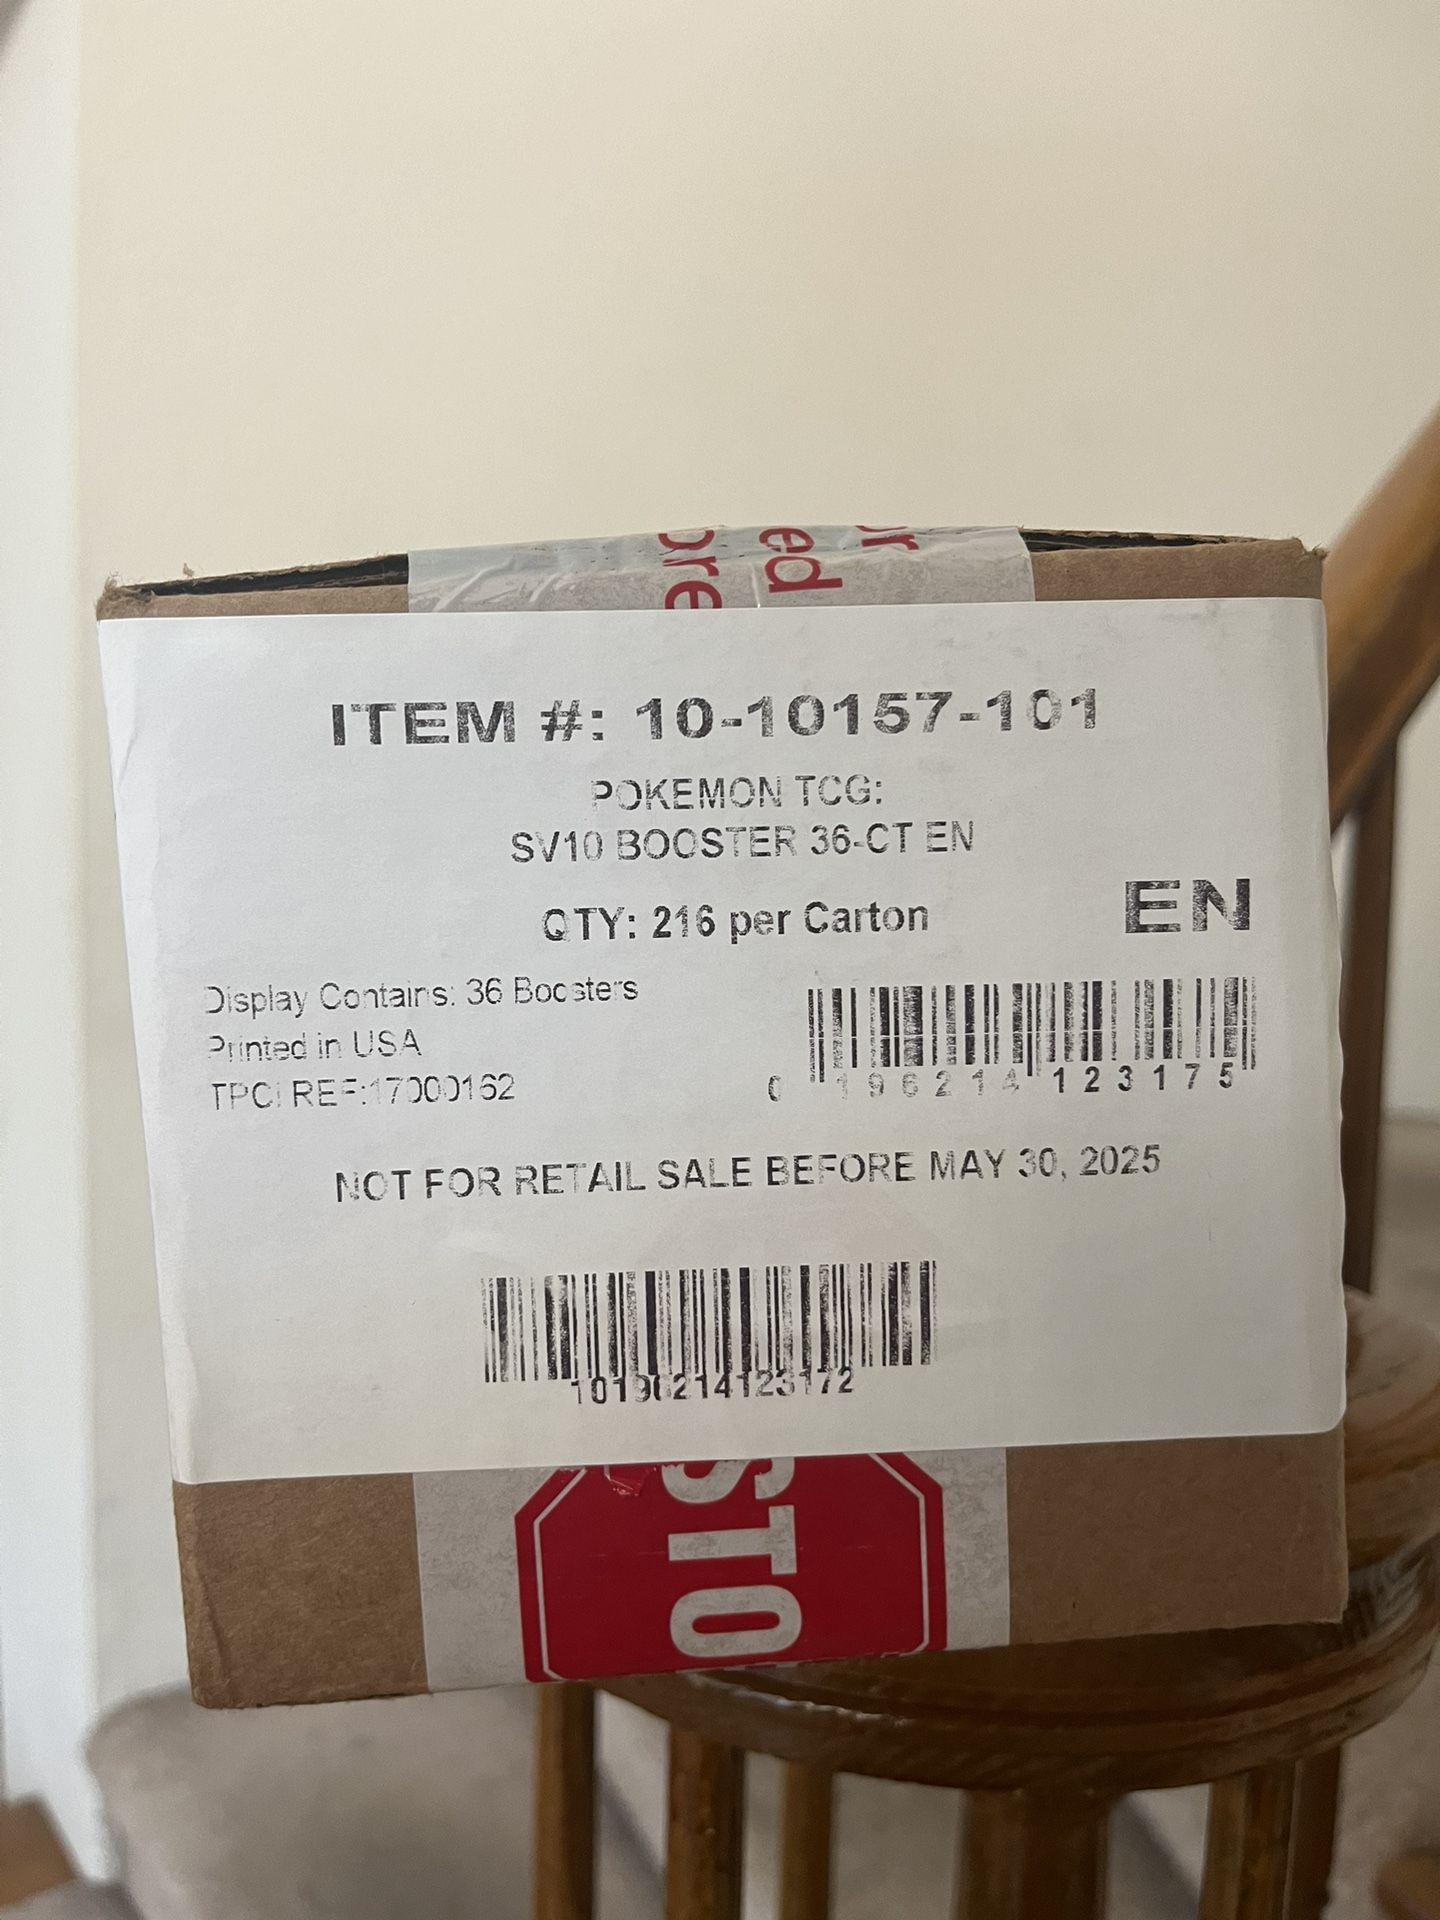 ed
ITEM #: 10-10157-101
POKEMON TCG:
SV10 BOOSTER 36-CT EN
QTY: 216 per Carton
EN
Display Contains: 36 Boosters
Printed in USA
TPCI REF:17000162
0 196214 123175
NOT FOR RETAIL SALE BEFORE MAY 30, 2025
10196214123172
STO